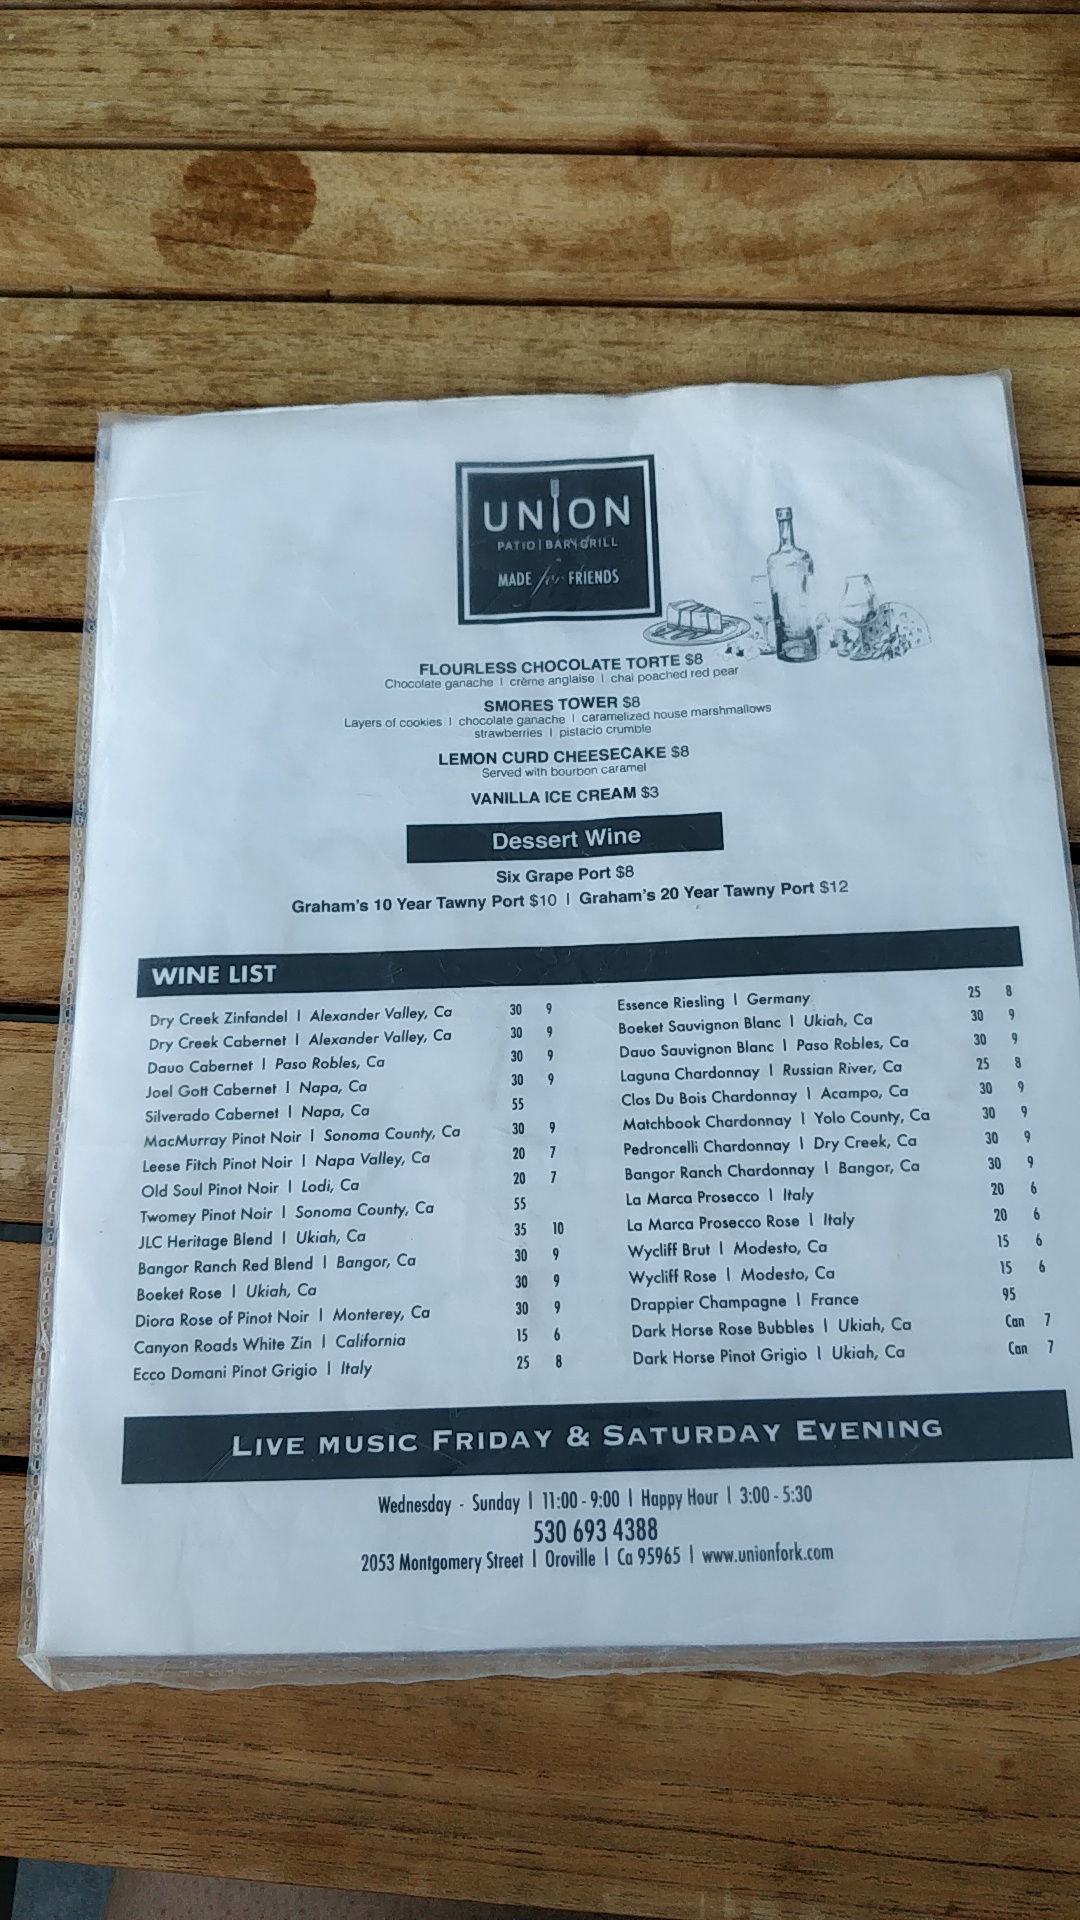 UNION
PATIO | BAR | GRILL
MADE for FRIENDS
FLOURLESS CHOCOLATE TORTE $8
Chocolate ganache | crème anglaise | chai poached red pear
SMORES TOWER $8
Layers of cookies | chocolate ganache | caramelized house marshmallows
strawberries | pistacio crumble
LEMON CURD CHEESECAKE $8
Served with bourbon caramel
VANILLA ICE CREAM $3
Dessert Wine
Six Grape Port $8
Graham's 10 Year Tawny Port $10 | Graham's 20 Year Tawny Port $12
WINE LIST
Dry Creek Zinfandel | Alexander Valley, Ca 30 9
Dry Creek Cabernet | Alexander Valley, Ca 30 9
Dauo Cabernet | Paso Robles, Ca 30 9
Joel Gott Cabernet | Napa, Ca 30 9
Silverado Cabernet | Napa, Ca 55
MacMurray Pinot Noir | Sonoma County, Ca 30 9
Leese Fitch Pinot Noir | Napa Valley, Ca 20 7
Old Soul Pinot Noir | Lodi, Ca 20 7
Twomey Pinot Noir | Sonoma County, Ca 55
JLC Heritage Blend | Ukiah, Ca 35 10
Bangor Ranch Red Blend | Bangor, Ca 30 9
Boeket Rose | Ukiah, Ca 30 9
Diora Rose of Pinot Noir | Monterey, Ca 30 9
Canyon Roads White Zin | California 15 6
Ecco Domani Pinot Grigio | Italy 25 8
Essence Riesling | Germany 25 8
Boeket Sauvignon Blanc | Ukiah, Ca 30 9
Dauo Sauvignon Blanc | Paso Robles, Ca 30 9
Laguna Chardonnay | Russian River, Ca 25 8
Clos Du Bois Chardonnay | Acampo, Ca 30 9
Matchbook Chardonnay | Yolo County, Ca 30 9
Pedroncelli Chardonnay | Dry Creek, Ca 30 9
Bangor Ranch Chardonnay | Bangor, Ca 30 9
La Marca Prosecco | Italy 20 6
La Marca Prosecco Rose | Italy 20 6
Wycliff Brut | Modesto, Ca 15 6
Wycliff Rose | Modesto, Ca 15 6
Drappier Champagne | France 95
Dark Horse Rose Bubbles | Ukiah, Ca Can 7
Dark Horse Pinot Grigio | Ukiah, Ca Can 7
LIVE MUSIC FRIDAY & SATURDAY EVENING
Wednesday - Sunday | 11:00 - 9:00 | Happy Hour | 3:00 - 5:30
530 693 4388
2053 Montgomery Street | Oroville | Ca 95965 | www.unionfork.com